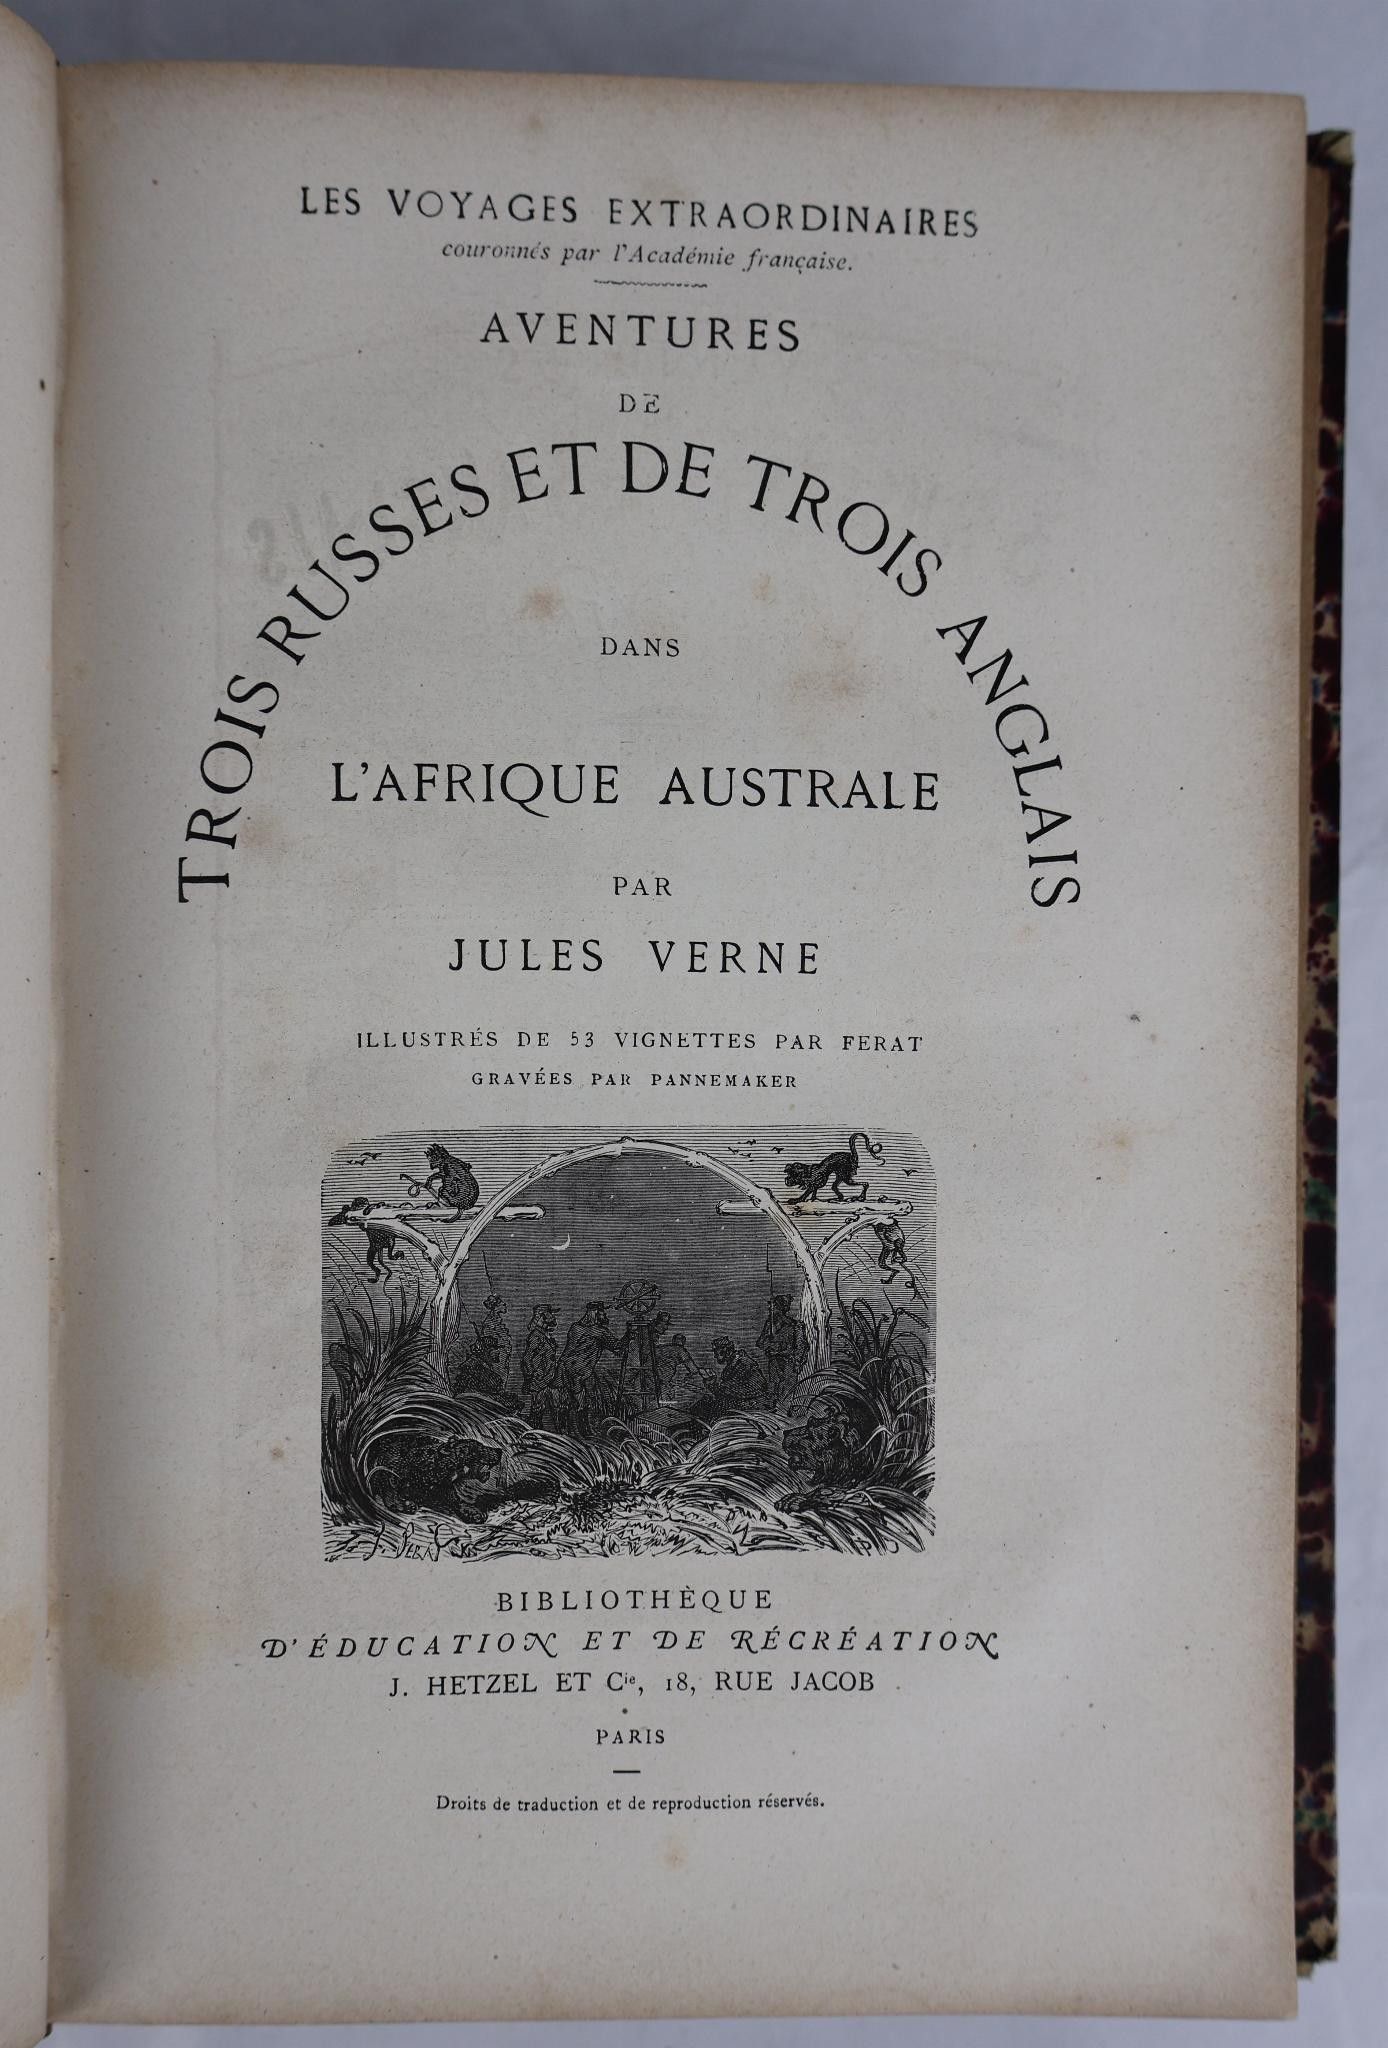 LES VOYAGES EXTRAORDINAIRES
couronnés par l'Académie française.
AVENTURES
DE
TROIS RUSSES ET DE TROIS ANGLAIS
DANS
L'AFRIQUE AUSTRALE
PAR
JULES VERNE
ILLUSTRÉS DE 53 VIGNETTES PAR FERAT
GRAVÉES PAR PANNEMAKER
J. FERAT
BIBLIOTHÈQUE
D'ÉDUCATION ET DE RÉCRÉATION
J. HETZEL ET Cie, 18, RUE JACOB
PARIS
Droits de traduction et de reproduction réservés.